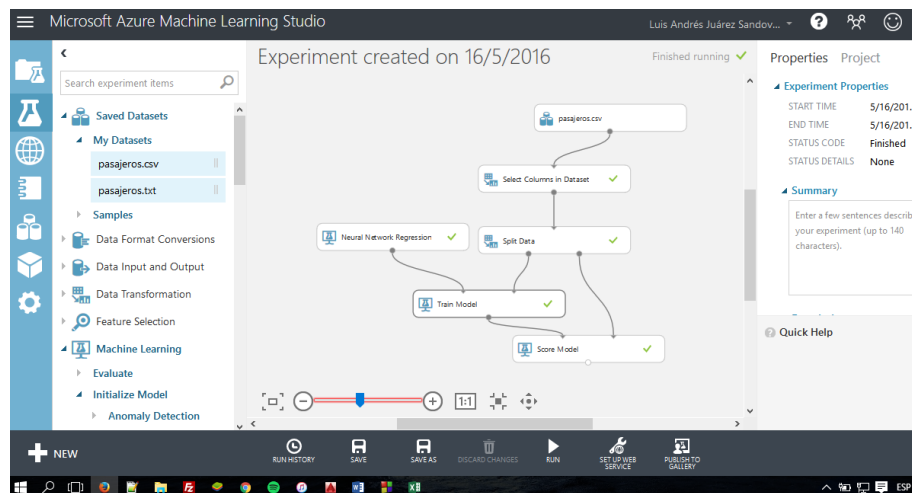 Microsoft Azure Machine Learning Studio
Luis Andrés Juárez Sandov...
?
Search experiment items
Saved Datasets
My Datasets
pasajeros.csv
pasajeros.txt
Samples
Data Format Conversions
Data Input and Output
Data Transformation
Feature Selection
Machine Learning
Evaluate
Initialize Model
Anomaly Detection
Experiment created on 16/5/2016
Finished running
pasajeros.csv
Select Columns in Dataset
Neural Network Regression
Split Data
Train Model
Score Model
1:1
Properties Project
Experiment Properties
START TIME 5/16/201.
END TIME 5/16/201.
STATUS CODE Finished
STATUS DETAILS None
Summary
Enter a few sentences describ
your experiment (up to 140
characters).
Quick Help
NEW
RUN HISTORY
SAVE
SAVE AS
DISCARD CHANGES
RUN
SET UP WEB
SERVICE
PUBLISH TO
GALLERY
ESP